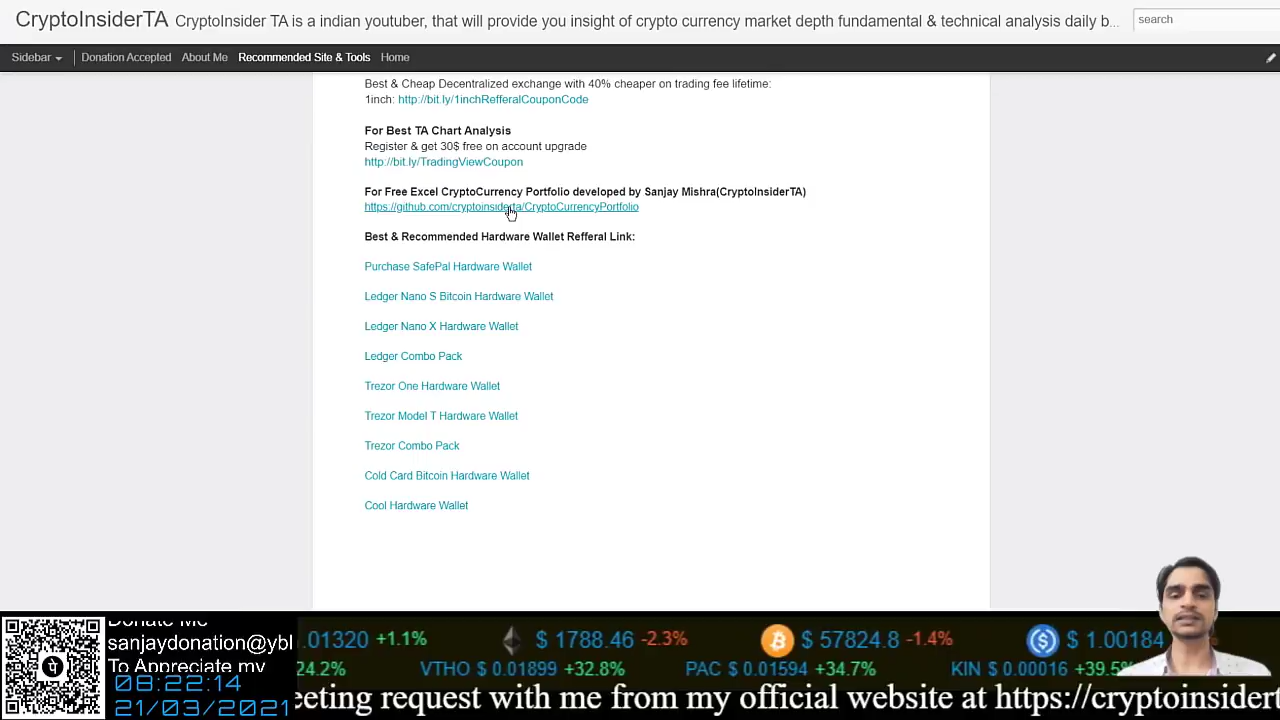 CryptoInsiderTA CryptoInsider TA is a indian youtuber, that will provide you insight of crypto currency market depth fundamental & technical analysis daily b...
search
Sidebar Donation Accepted About Me Recommended Site & Tools Home
Best & Cheap Decentralized exchange with 40% cheaper on trading fee lifetime:
1inch: http://bit.ly/1inchRefferalCouponCode
For Best TA Chart Analysis
Register & get 30$ free on account upgrade
http://bit.ly/TradingViewCoupon
For Free Excel CryptoCurrency Portfolio developed by Sanjay Mishra(CryptoInsiderTA)
https://github.com/cryptoinsiderta/CryptoCurrencyPortfolio
Best & Recommended Hardware Wallet Refferal Link:
Purchase SafePal Hardware Wallet
Ledger Nano S Bitcoin Hardware Wallet
Ledger Nano X Hardware Wallet
Ledger Combo Pack
Trezor One Hardware Wallet
Trezor Model T Hardware Wallet
Trezor Combo Pack
Cold Card Bitcoin Hardware Wallet
Cool Hardware Wallet
Donate Me
sanjaydonation@ybl
To Appreciate my
08:22:14
21/03/2021
.01320 +1.1% $ 1788.46 -2.3% $ 57824.8 -1.4% $ 1.00184
24.2% VTHO $ 0.01899 +32.8% PAC $ 0.01594 +34.7% KIN $ 0.00016 +39.5%
eeting request with me from my official website at https://cryptoinsidert